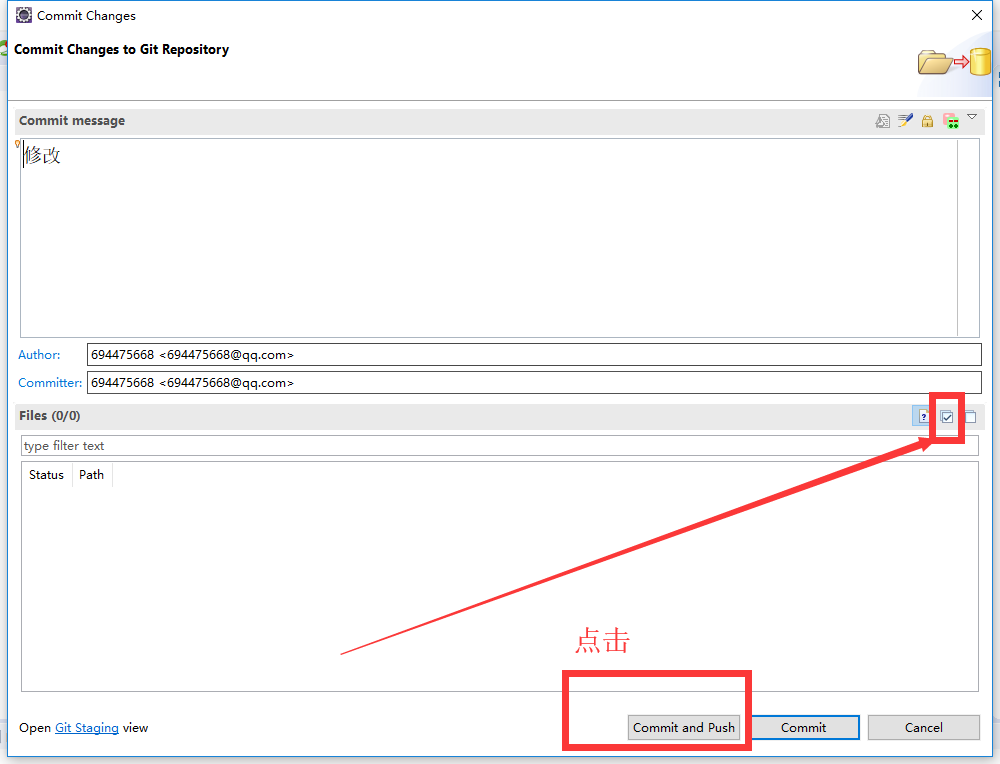 Commit Changes
Commit Changes to Git Repository
Commit message
修改
Author: 694475668 <694475668@qq.com>
Committer: 694475668 <694475668@qq.com>
Files (0/0)
type filter text
Status Path
点击
Open Git Staging view Commit and Push Commit Cancel